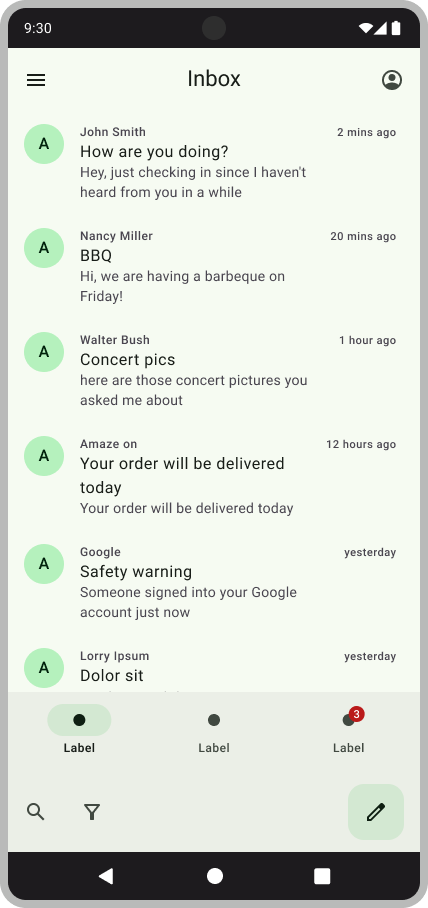 9:30
Inbox
A
John Smith
2 mins ago
How are you doing?
Hey, just checking in since I haven't
heard from you in a while
A
Nancy Miller
20 mins ago
BBQ
Hi, we are having a barbeque on
Friday!
A
Walter Bush
1 hour ago
Concert pics
here are those concert pictures you
asked me about
A
Amaze on
12 hours ago
Your order will be delivered
today
Your order will be delivered today
A
Google
yesterday
Safety warning
Someone signed into your Google
account just now
A
Lorry Ipsum
yesterday
Dolor sit
3
Label
Label
Label